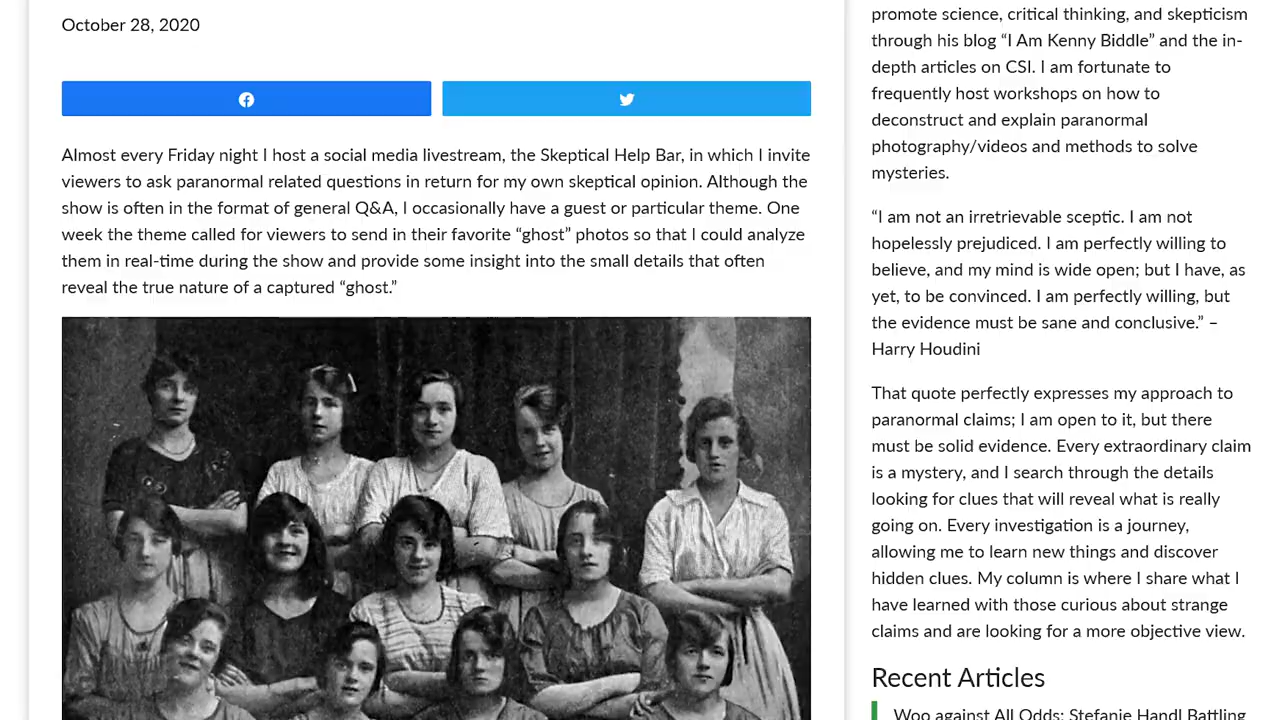 October 28, 2020
Almost every Friday night I host a social media livestream, the Skeptical Help Bar, in which I invite
viewers to ask paranormal related questions in return for my own skeptical opinion. Although the
show is often in the format of general Q&A, I occasionally have a guest or particular theme. One
week the theme called for viewers to send in their favorite “ghost” photos so that I could analyze
them in real-time during the show and provide some insight into the small details that often
reveal the true nature of a captured “ghost.”
promote science, critical thinking, and skepticism
through his blog “I Am Kenny Biddle” and the in-
depth articles on CSI. I am fortunate to
frequently host workshops on how to
deconstruct and explain paranormal
photography/videos and methods to solve
mysteries.
“I am not an irretrievable sceptic. I am not
hopelessly prejudiced. I am perfectly willing to
believe, and my mind is wide open; but I have, as
yet, to be convinced. I am perfectly willing, but
the evidence must be sane and conclusive.” –
Harry Houdini
That quote perfectly expresses my approach to
paranormal claims; I am open to it, but there
must be solid evidence. Every extraordinary claim
is a mystery, and I search through the details
looking for clues that will reveal what is really
going on. Every investigation is a journey,
allowing me to learn new things and discover
hidden clues. My column is where I share what I
have learned with those curious about strange
claims and are looking for a more objective view.
Recent Articles
Woo against All Odds: Stefanie Handl Battling